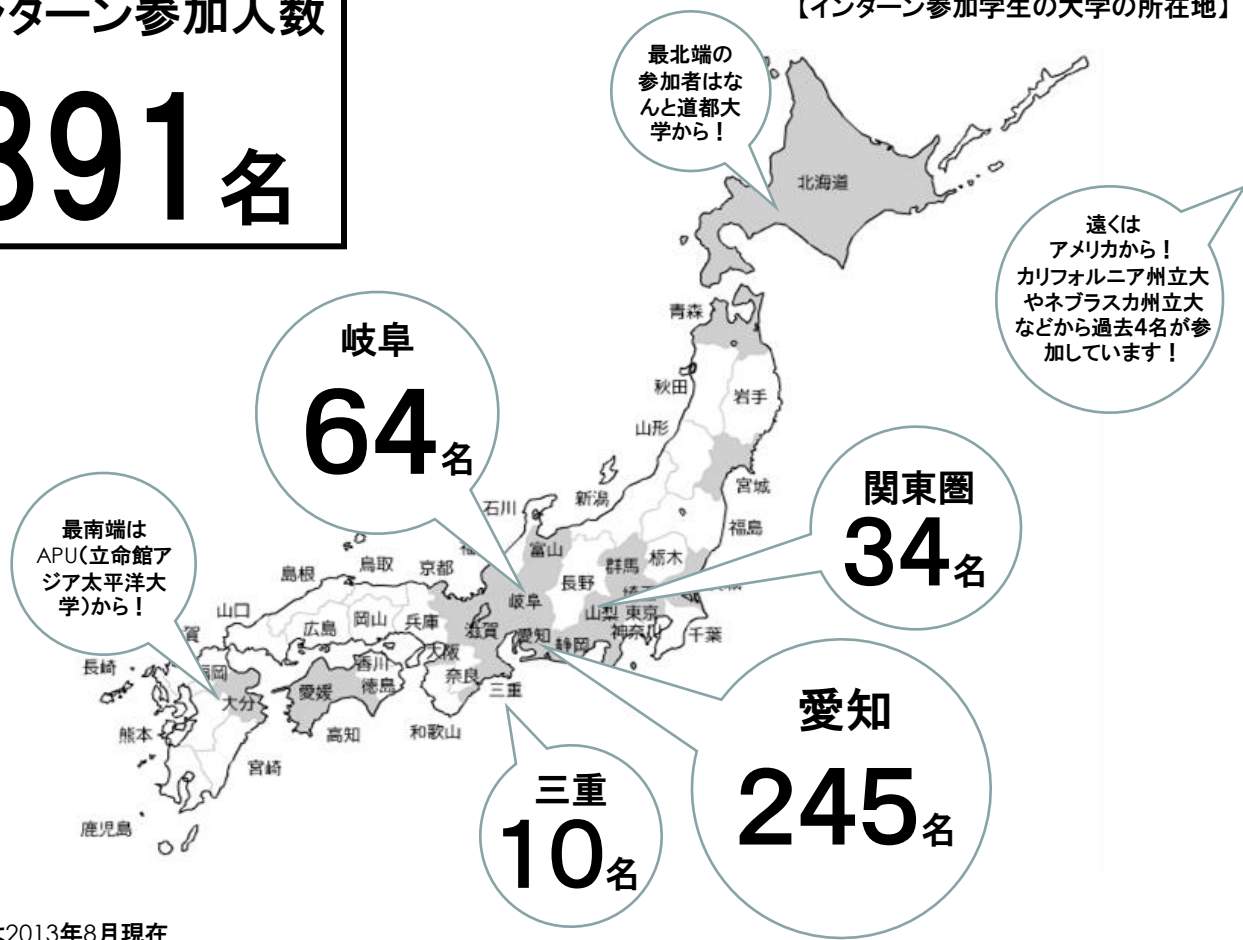 ターン参加人数
391名
【インターン参加学生の大学の所在地】
最北端の
参加者はな
んと道都大
学から！
北海道
遠くは
アメリカから！
カリフォルニア州立大
やネブラスカ州立大
などから過去4名が参
加しています！
青森
秋田
岩手
山形
宮城
新潟
福島
石川
富山
群馬
栃木
長野
岐阜
64名
関東圏
34名
最南端は
APU（立命館ア
ジア太平洋大
学）から！
島根
鳥取
京都
岐阜
山梨
東京
神奈川
千葉
山口
広島
岡山
兵庫
滋賀
愛知
静岡
賀
長崎
大阪
香川
奈良
三重
愛媛
徳島
大分
高知
和歌山
熊本
宮崎
鹿児島
愛知
245名
三重
10名
2013年8月現在